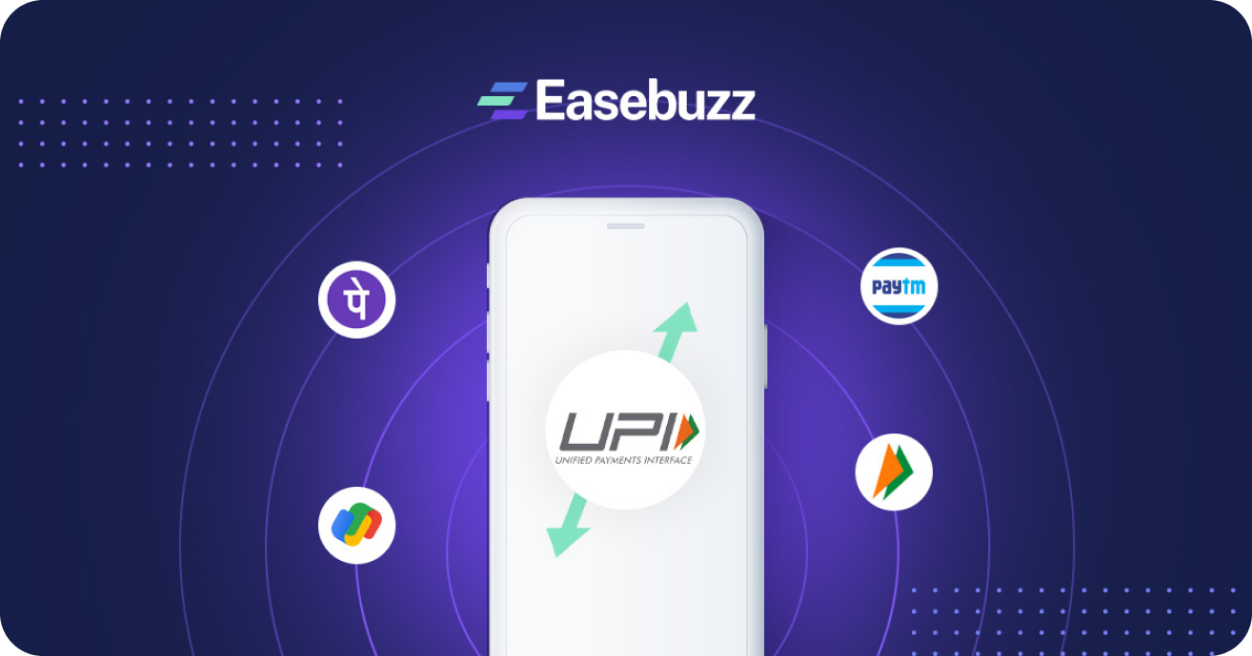 Easebuzz
पे
paytm
UPI
UNIFIED PAYMENTS INTERFACE